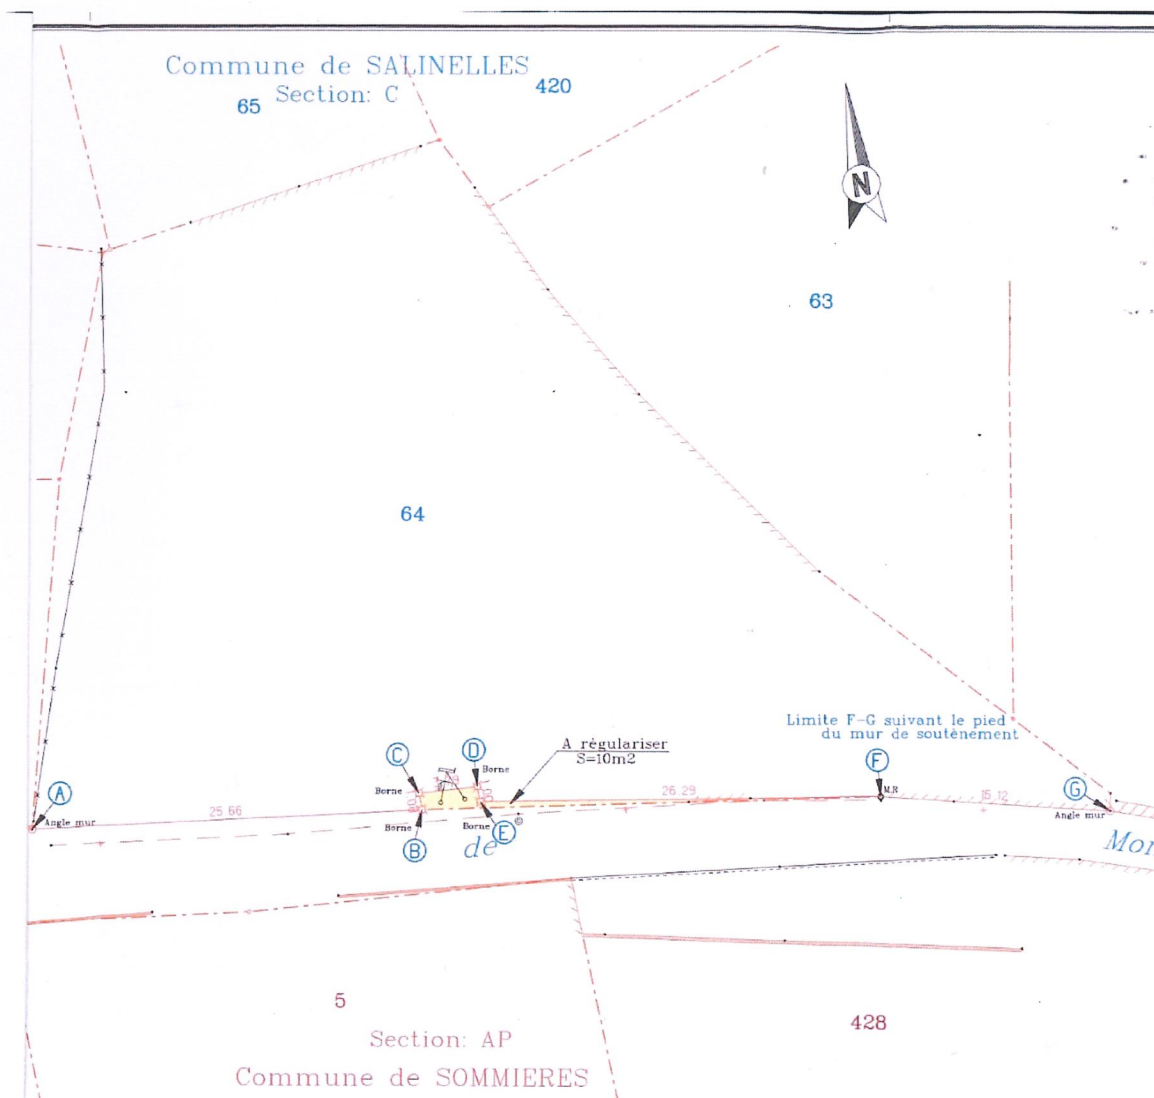 Commune de SALINELLES
65 Section: C 420
N
63
64
Limite F-G suivant le pied
du mur de soutènement
A régulariser
S=10m2
C
D
Borne
Borne
F
A
25.66
26.29
M.R
15.12
G
Angle mur
Borne
Borne
E
Angle mur
B
de
5
428
Section: AP
Commune de SOMMIERES